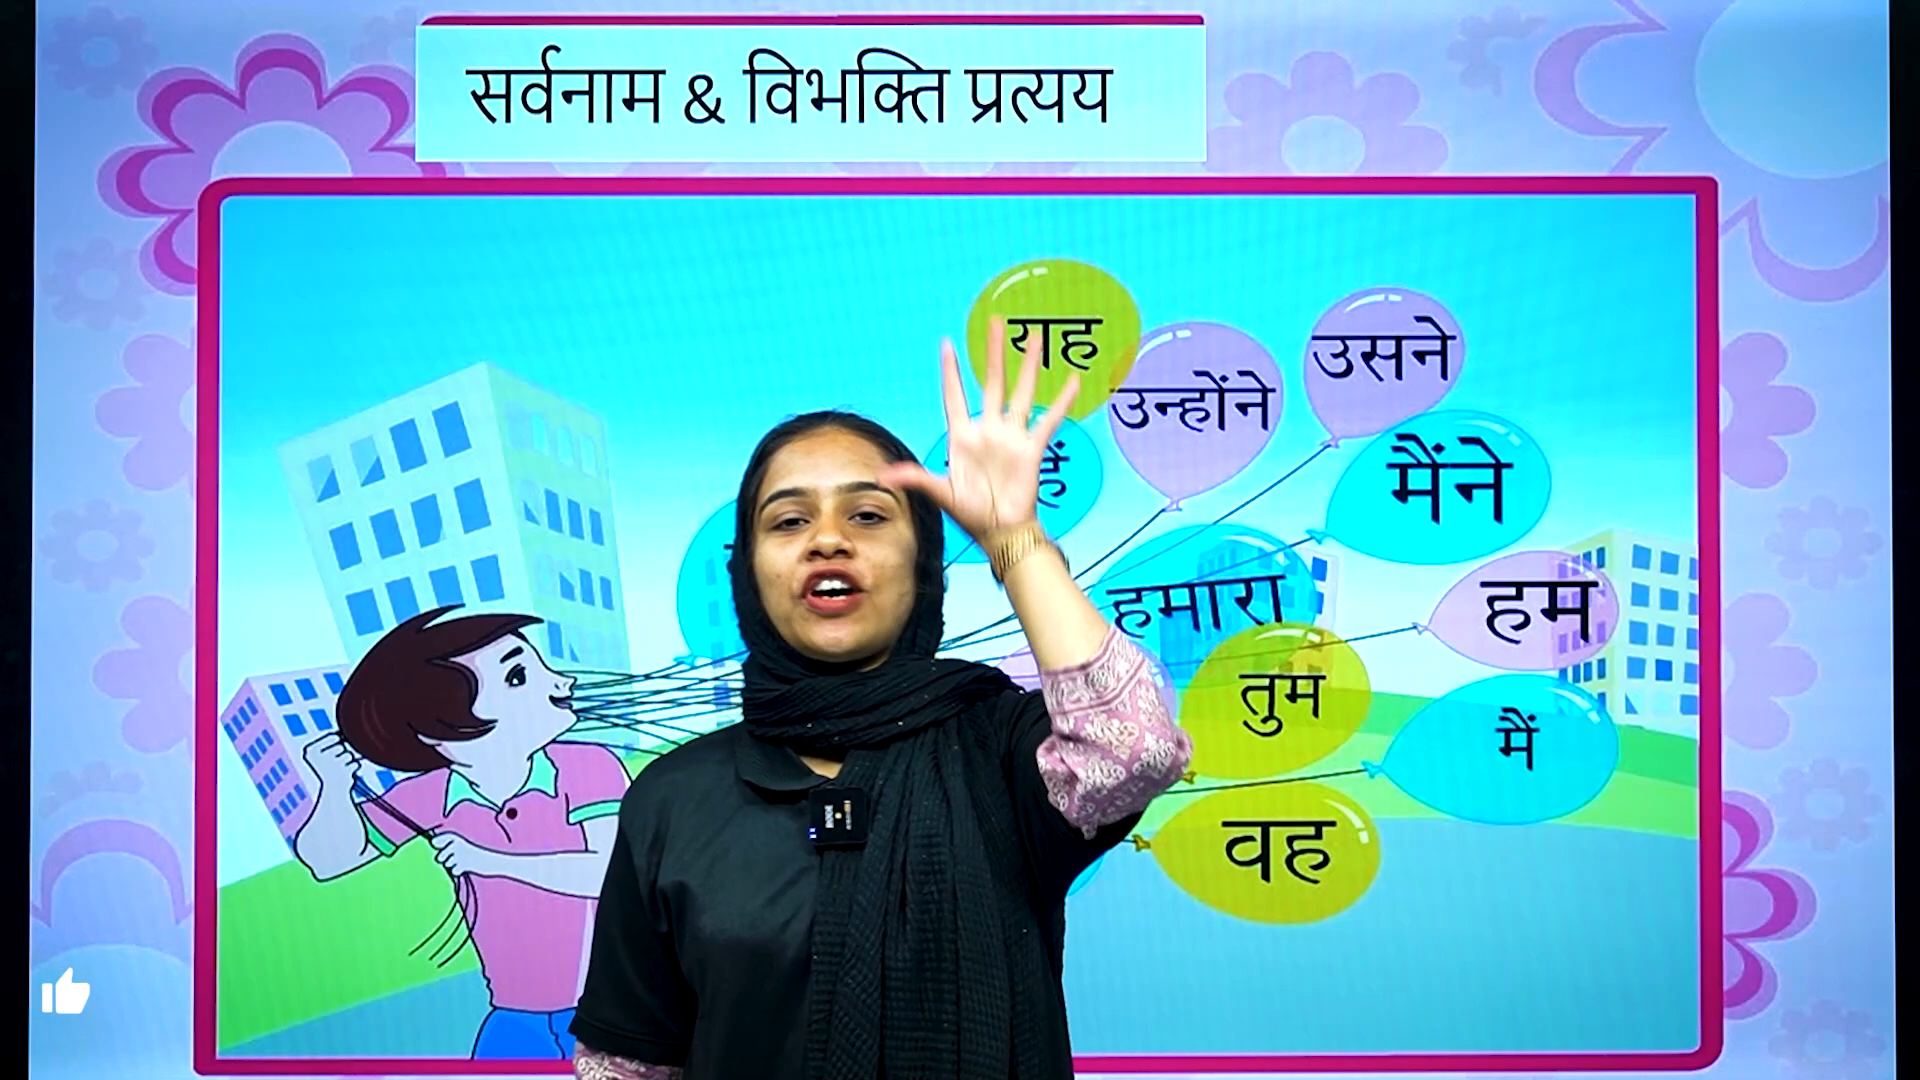 सर्वनाम & विभक्ति प्रत्यय
यह
उन्होंने
उसने
मैंने
हमारा
हम
तुम
मैं
वह